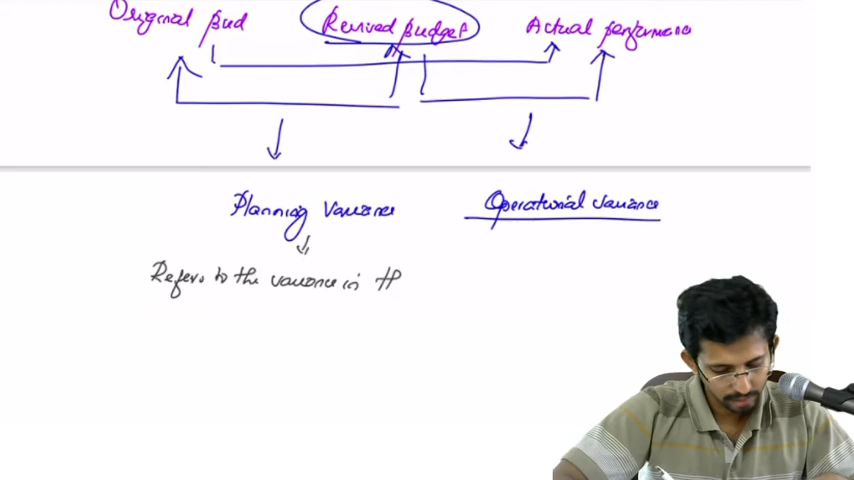 Original bud
Revised budget
Actual performance
Planning variance
Operational variance
Refers to the variance in